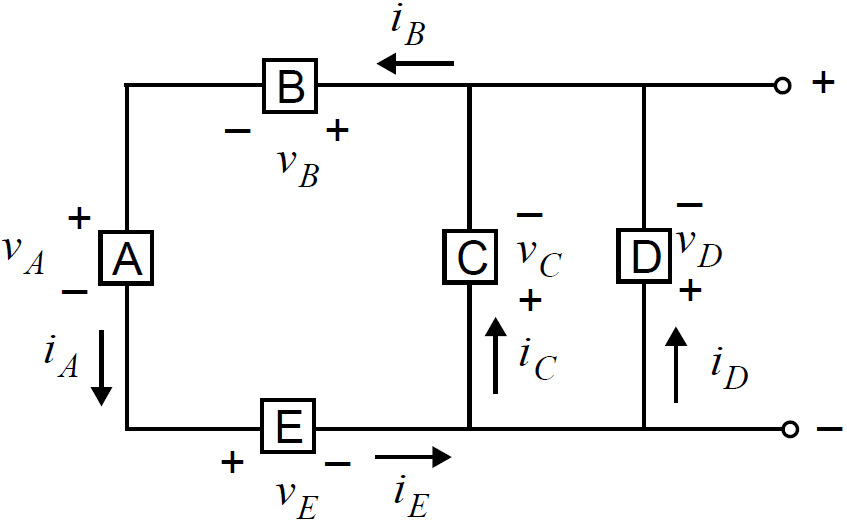 i_B
B +
− +
v_B
+ −
v_A A C v_C D v_D
− + +
i_A i_C i_D
E −
+ −
v_E i_E